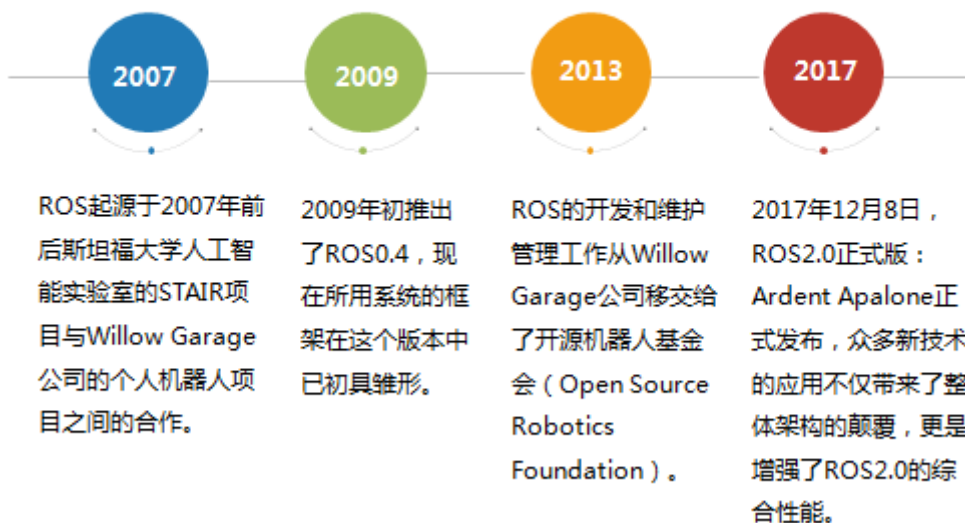 2007
2009
2013
2017
ROS起源于2007年前
后斯坦福大学人工智
能实验室的STAIR项
目与Willow Garage
公司的个人机器人项
目之间的合作。
2009年初推出
了ROS0.4，现
在所用系统的框
架在这个版本中
已初具雏形。
ROS的开发和维护
管理工作从Willow
Garage公司移交给
了开源机器人基金
会（Open Source
Robotics
Foundation）。
2017年12月8日，
ROS2.0正式版：
Ardent Apalone正
式发布，众多新技术
的应用不仅带来了整
体架构的颠覆，更是
增强了ROS2.0的综
合性能。